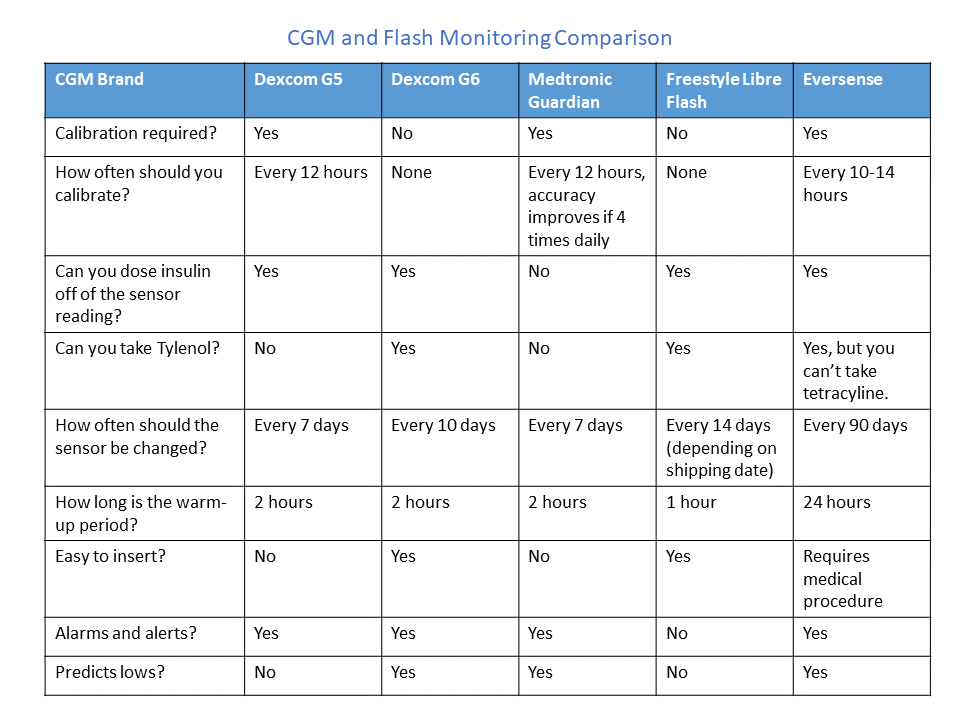 CGM and Flash Monitoring Comparison
CGM Brand
Dexcom G5
Dexcom G6
Medtronic
Guardian
Freestyle Libre
Flash
Eversense
Calibration required?
Yes
No
Yes
No
Yes
How often should you
calibrate?
Every 12 hours
None
Every 12 hours,
accuracy
improves if 4
times daily
None
Every 10-14
hours
Can you dose insulin
off of the sensor
reading?
Yes
Yes
No
Yes
Yes
Can you take Tylenol?
No
Yes
No
Yes
Yes, but you
can’t take
tetracyline.
How often should the
sensor be changed?
Every 7 days
Every 10 days
Every 7 days
Every 14 days
(depending on
shipping date)
Every 90 days
How long is the warm-
up period?
2 hours
2 hours
2 hours
1 hour
24 hours
Easy to insert?
No
Yes
No
Yes
Requires
medical
procedure
Alarms and alerts?
Yes
Yes
Yes
No
Yes
Predicts lows?
No
Yes
Yes
No
Yes